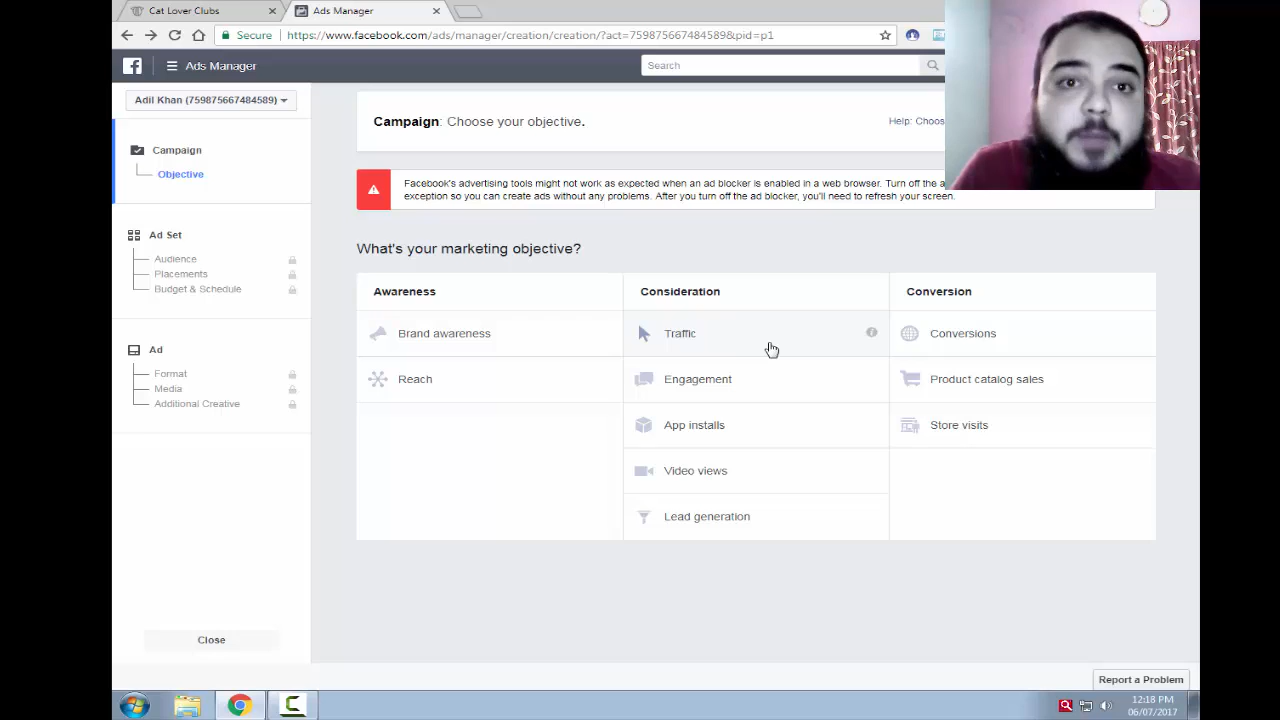 Cat Lover Clubs
Ads Manager
Secure
https://www.facebook.com/ads/manager/creation/creation/?act=759875667484589&pid=p1
Ads Manager
Search
Adil Khan (759875667484589)
Campaign
Objective
Ad Set
Audience
Placements
Budget & Schedule
Ad
Format
Media
Additional Creative
Close
Campaign: Choose your objective.
Help: Choos
Facebook's advertising tools might not work as expected when an ad blocker is enabled in a web browser. Turn off the a
exception so you can create ads without any problems. After you turn off the ad blocker, you'll need to refresh your screen.
What's your marketing objective?
Awareness
Brand awareness
Reach
Consideration
Traffic
Engagement
App installs
Video views
Lead generation
Conversion
Conversions
Product catalog sales
Store visits
Report a Problem
12:18 PM
06/07/2017